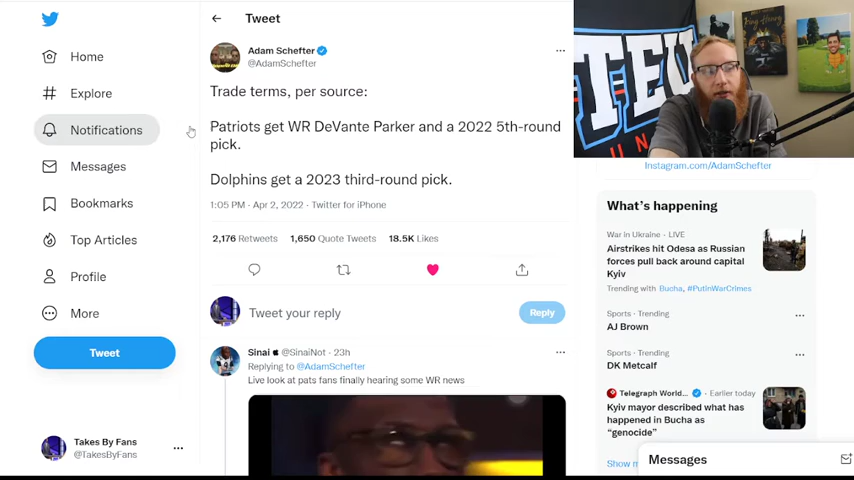 Home
Explore
Notifications
Messages
Bookmarks
Top Articles
Profile
More
Tweet
Takes By Fans
@TakesByFans
Tweet
Adam Schefter
@AdamSchefter
Trade terms, per source:
Patriots get WR DeVante Parker and a 2022 5th-round
pick.
Dolphins get a 2023 third-round pick.
1:05 PM · Apr 2, 2022 · Twitter for iPhone
2,176 Retweets 1,650 Quote Tweets 18.5K Likes
Tweet your reply
Reply
Sinai @SinaiNot · 23h
Replying to @AdamSchefter
Live look at pats fans finally hearing some WR news
Instagram.com/AdamSchefter
What's happening
War in Ukraine · LIVE
Airstrikes hit Odesa as Russian
forces pull back around capital
Kyiv
Trending with Bucha, #PutinWarCrimes
Sports · Trending
AJ Brown
Sports · Trending
DK Metcalf
Telegraph World... · Earlier today
Kyiv mayor described what has
happened in Bucha as
“genocide”
Show
Messages